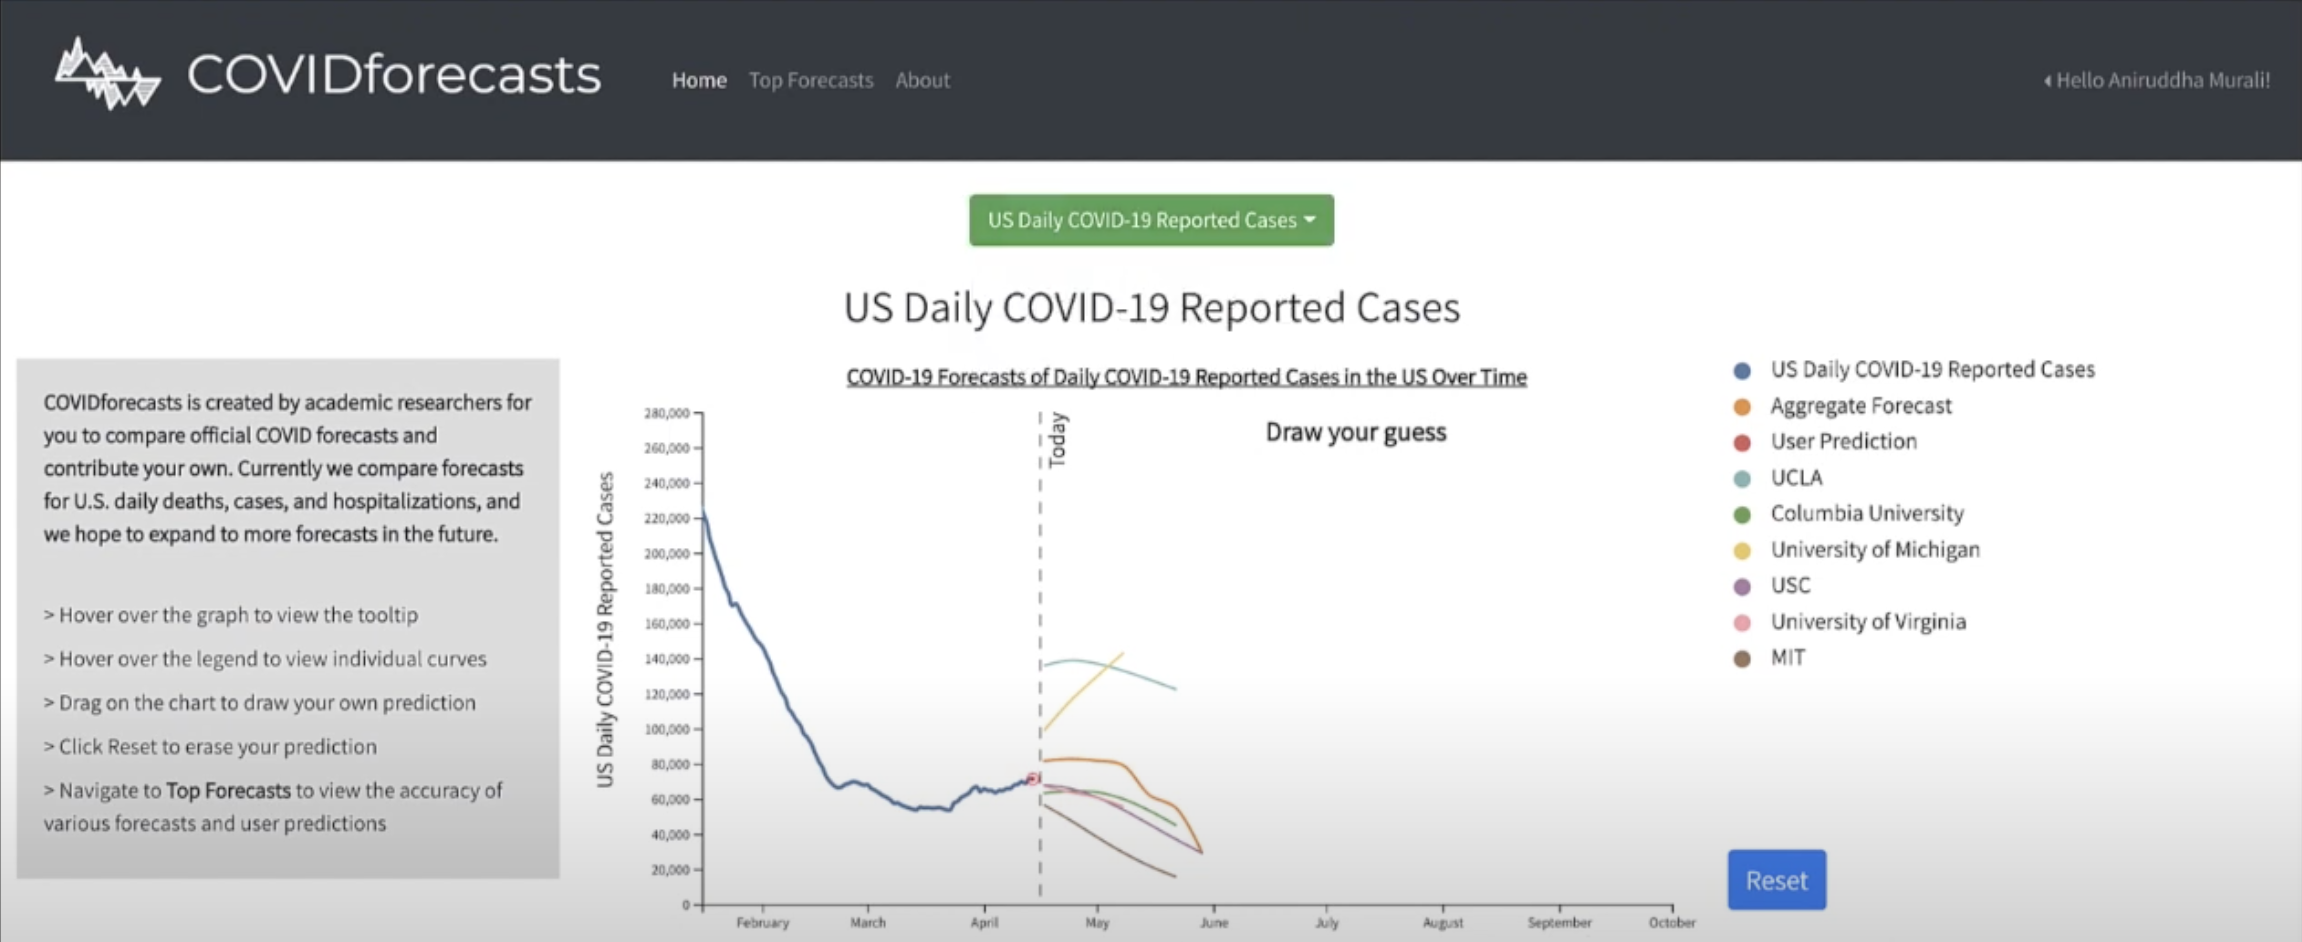 COVIDforecasts
Home Top Forecasts About
Hello Aniruddha Murali!
US Daily COVID-19 Reported Cases
US Daily COVID-19 Reported Cases
COVIDforecasts is created by academic researchers for
you to compare official COVID forecasts and
contribute your own. Currently we compare forecasts
for U.S. daily deaths, cases, and hospitalizations, and
we hope to expand to more forecasts in the future.
> Hover over the graph to view the tooltip
> Hover over the legend to view individual curves
> Drag on the chart to draw your own prediction
> Click Reset to erase your prediction
> Navigate to Top Forecasts to view the accuracy of
various forecasts and user predictions
COVID-19 Forecasts of Daily COVID-19 Reported Cases in the US Over Time
US Daily COVID-19 Reported Cases
280,000
260,000
240,000
220,000
200,000
180,000
160,000
140,000
120,000
100,000
80,000
60,000
40,000
20,000
0
Today
Draw your guess
February March April May June July August September October
US Daily COVID-19 Reported Cases
Aggregate Forecast
User Prediction
UCLA
Columbia University
University of Michigan
USC
University of Virginia
MIT
Reset